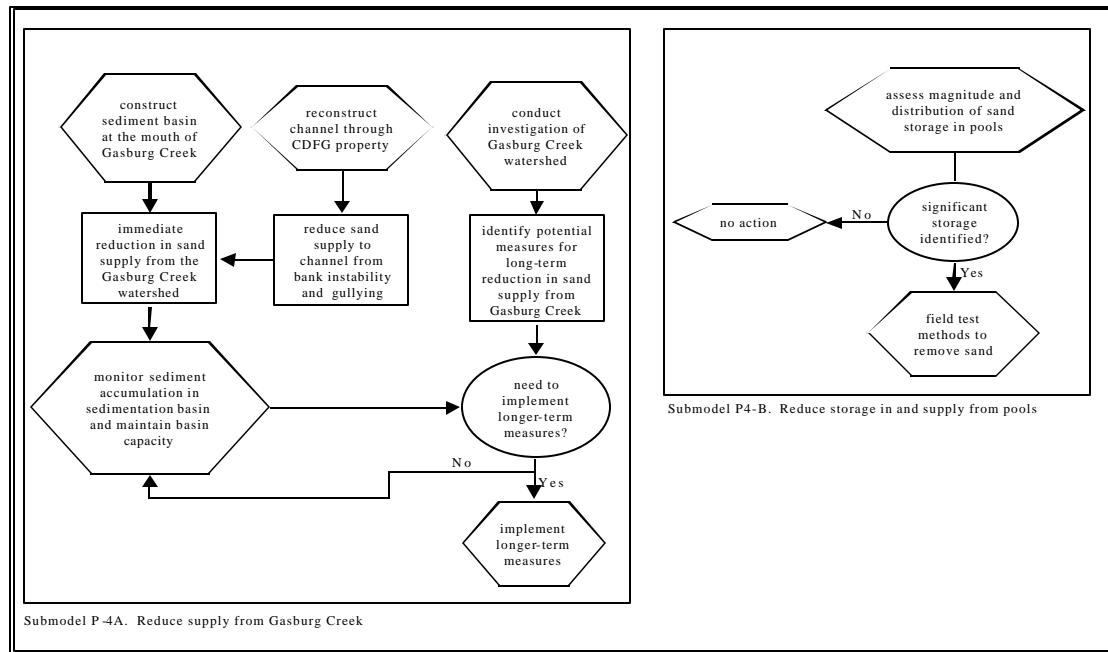 construct
sediment basin
at the mouth of
Gasburg Creek
reconstruct
channel through
CDFG property
conduct
investigation of
Gasburg Creek
watershed
immediate
reduction in sand
supply from the
Gasburg Creek
watershed
reduce sand
supply to
channel from
bank instability
and gullying
identify potential
measures for
long-term
reduction in sand
supply from
Gasburg Creek
monitor sediment
accumulation in
sedimentation basin
and maintain basin
capacity
need to
implement
longer-term
measures?
No
Yes
implement
longer-term
measures
Submodel P-4A. Reduce supply from Gasburg Creek
assess magnitude and
distribution of sand
storage in pools
significant
storage
identified?
No
no action
Yes
field test
methods to
remove sand
Submodel P4-B. Reduce storage in and supply from pools